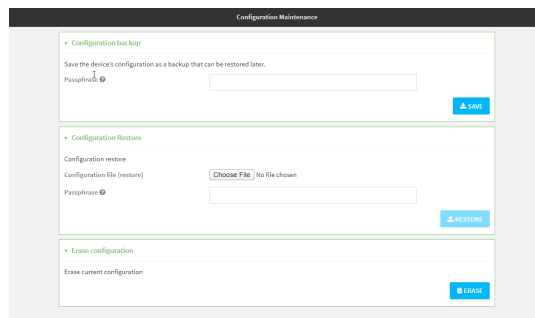 Configuration Maintenance
Configuration backup
Save the device's configuration as a backup that can be restored later.
Passphrase
SAVE
Configuration Restore
Configuration restore
Configuration file (restore) Choose File No file chosen
Passphrase
RESTORE
Erase configuration
Erase current configuration
ERASE